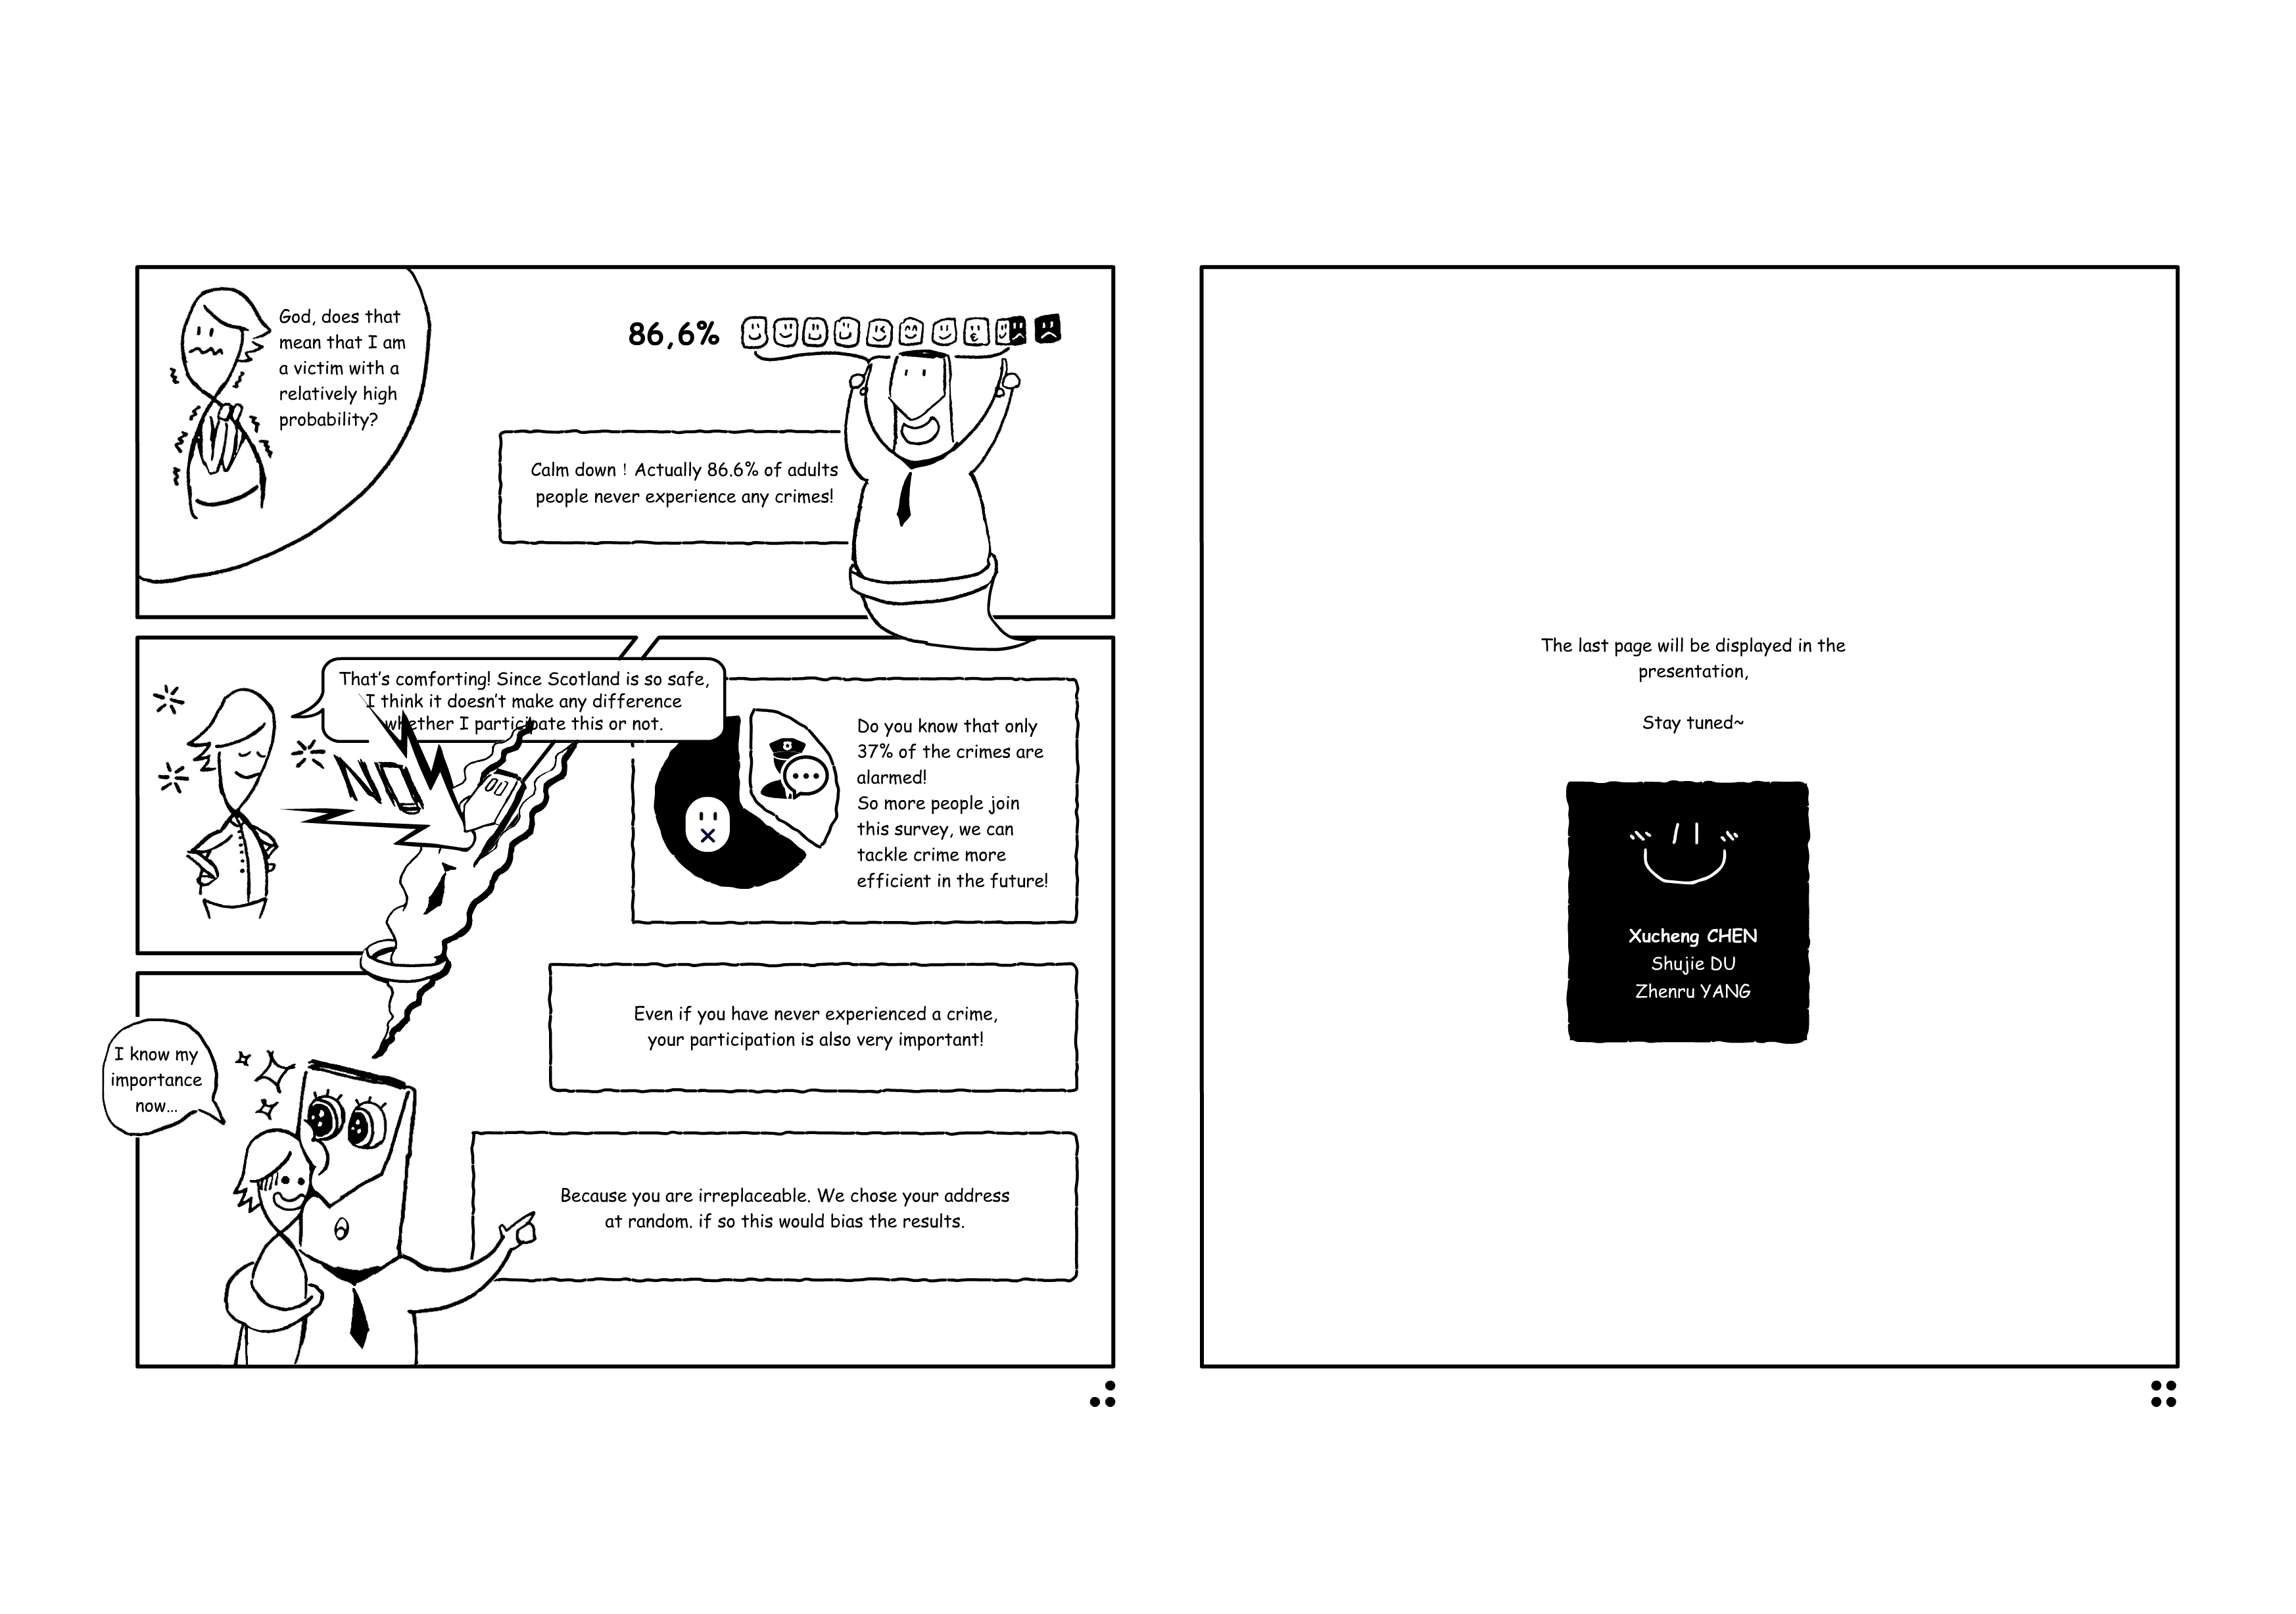 God, does that
mean that I am
a victim with a
relatively high
probability?
86,6%
Calm down ! Actually 86.6% of adults
people never experience any crimes!
That's comforting! Since Scotland is so safe,
I think it doesn't make any difference
whether I participate this or not.
NO
Do you know that only
37% of the crimes are
alarmed!
So more people join
this survey, we can
tackle crime more
efficient in the future!
Even if you have never experienced a crime,
your participation is also very important!
I know my
importance
now...
Because you are irreplaceable. We chose your address
at random. if so this would bias the results.
The last page will be displayed in the
presentation,
Stay tuned~
Xucheng CHEN
Shujie DU
Zhenru YANG